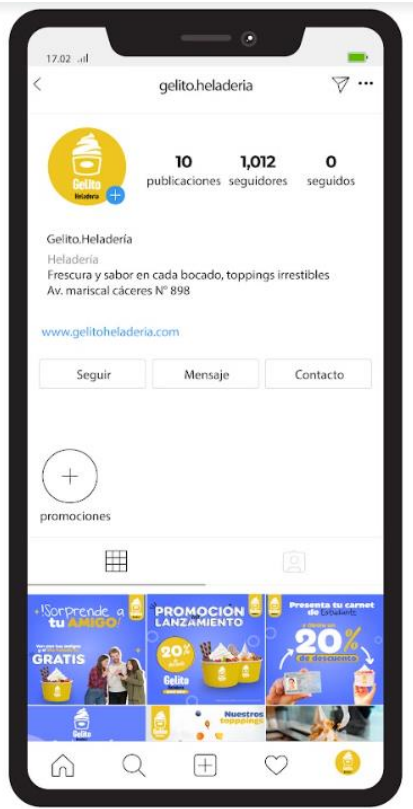 17.02
gelito.heladeria
10 1,012 0
publicaciones seguidores seguidos
Gelito
Heladería
Gelito.Heladería
Heladería
Frescura y sabor en cada bocado, toppings irrestibles
Av. mariscal cáceres N° 898
www.gelitoheladeria.com
Seguir Mensaje Contacto
promociones
¡Sorprende a
tu AMIGO!
GRATIS
PROMOCIÓN
LANZAMIENTO
20%
Gelito
Presenta tu carnet
de Estudiante
20%
de descuento
Gelito
Nuestros
topppings